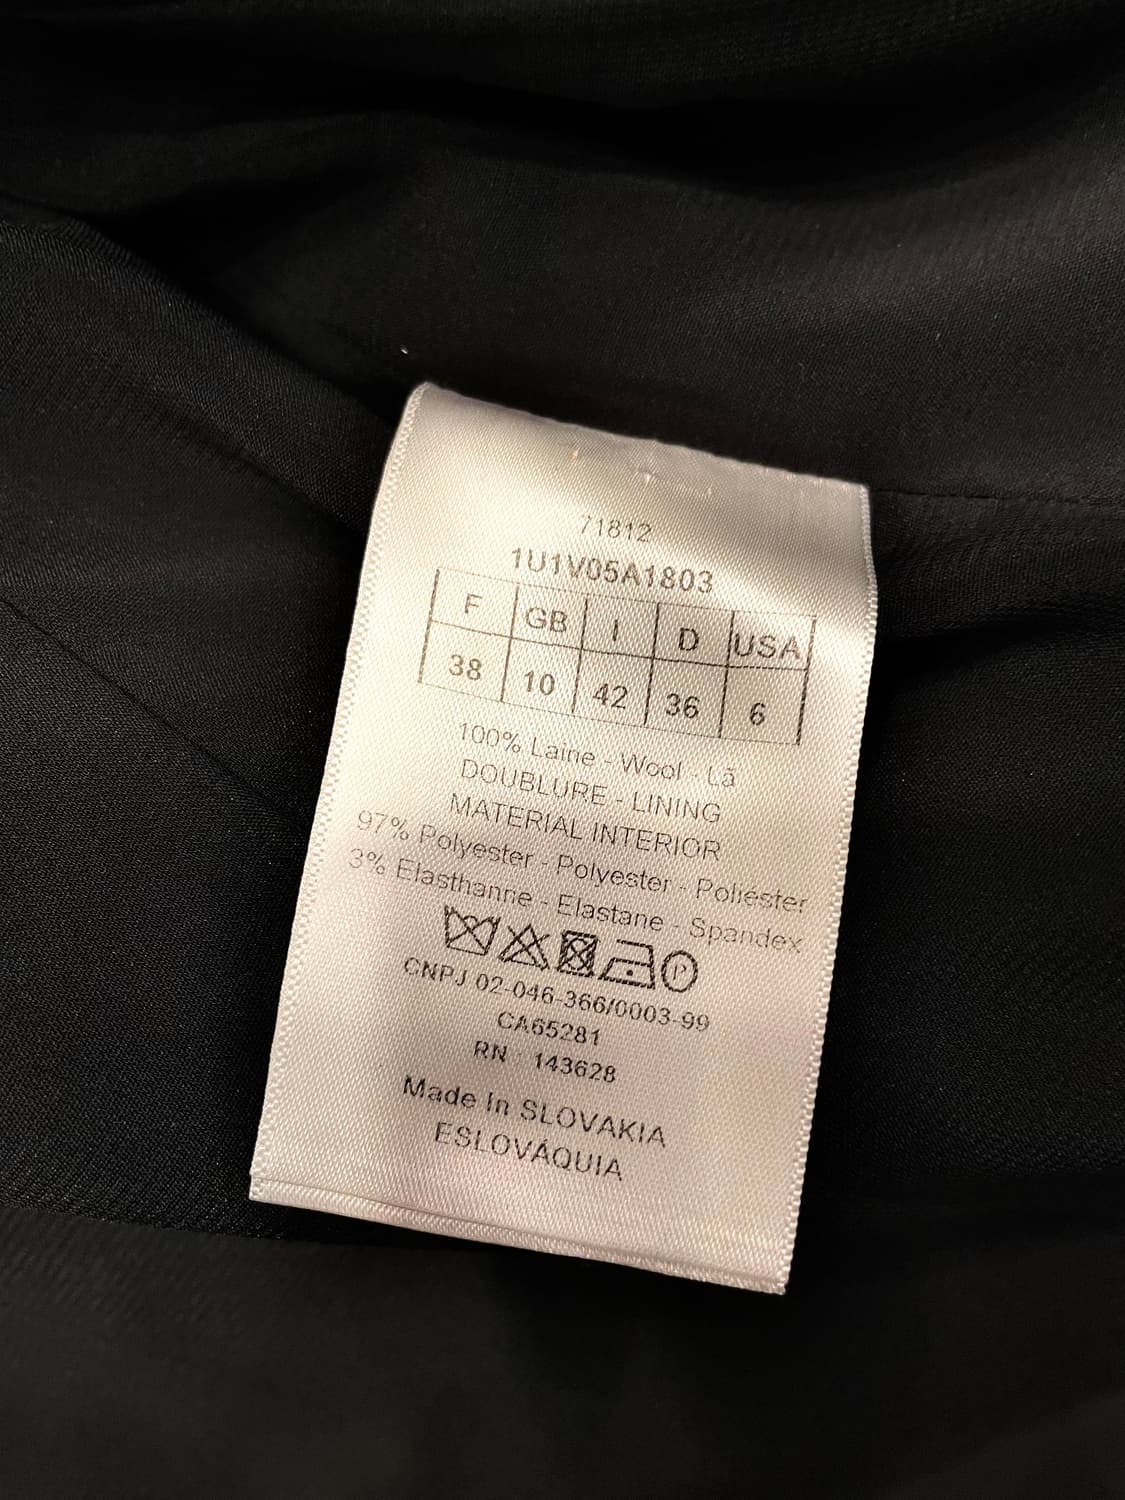 71812
1U1V05A1803
F GB I D USA
38 10 42 36 6
100% Laine - Wool - Lã
DOUBLURE - LINING
MATERIAL INTERIOR
97% Polyester - Polyester - Poliéster
3% Elasthanne - Elastane - Spandex
P
CNPJ 02-046-366/0003-99
CA65281
RN : 143628
Made In SLOVAKIA
ESLOVÁQUIA